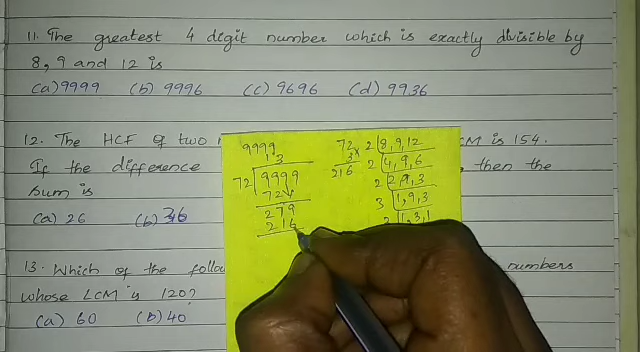 11. The greatest 4 digit number which is exactly divisible by
8, 9 and 12 is
(a) 9999 (b) 9996 (c) 9696 (d) 9936
12. The HCF of two
CM is 154.
If the difference
then the
sum is
(a) 26 (b) 36
13. Which of the follow
numbers
whose LCM is 120?
(a) 60 (b) 40
9999
13
72 9999
72
279
216
72 ×
3
216
2 8, 9, 12
2 4, 9, 6
2 2, 9, 3
3 1, 9, 3
3 1, 3, 1